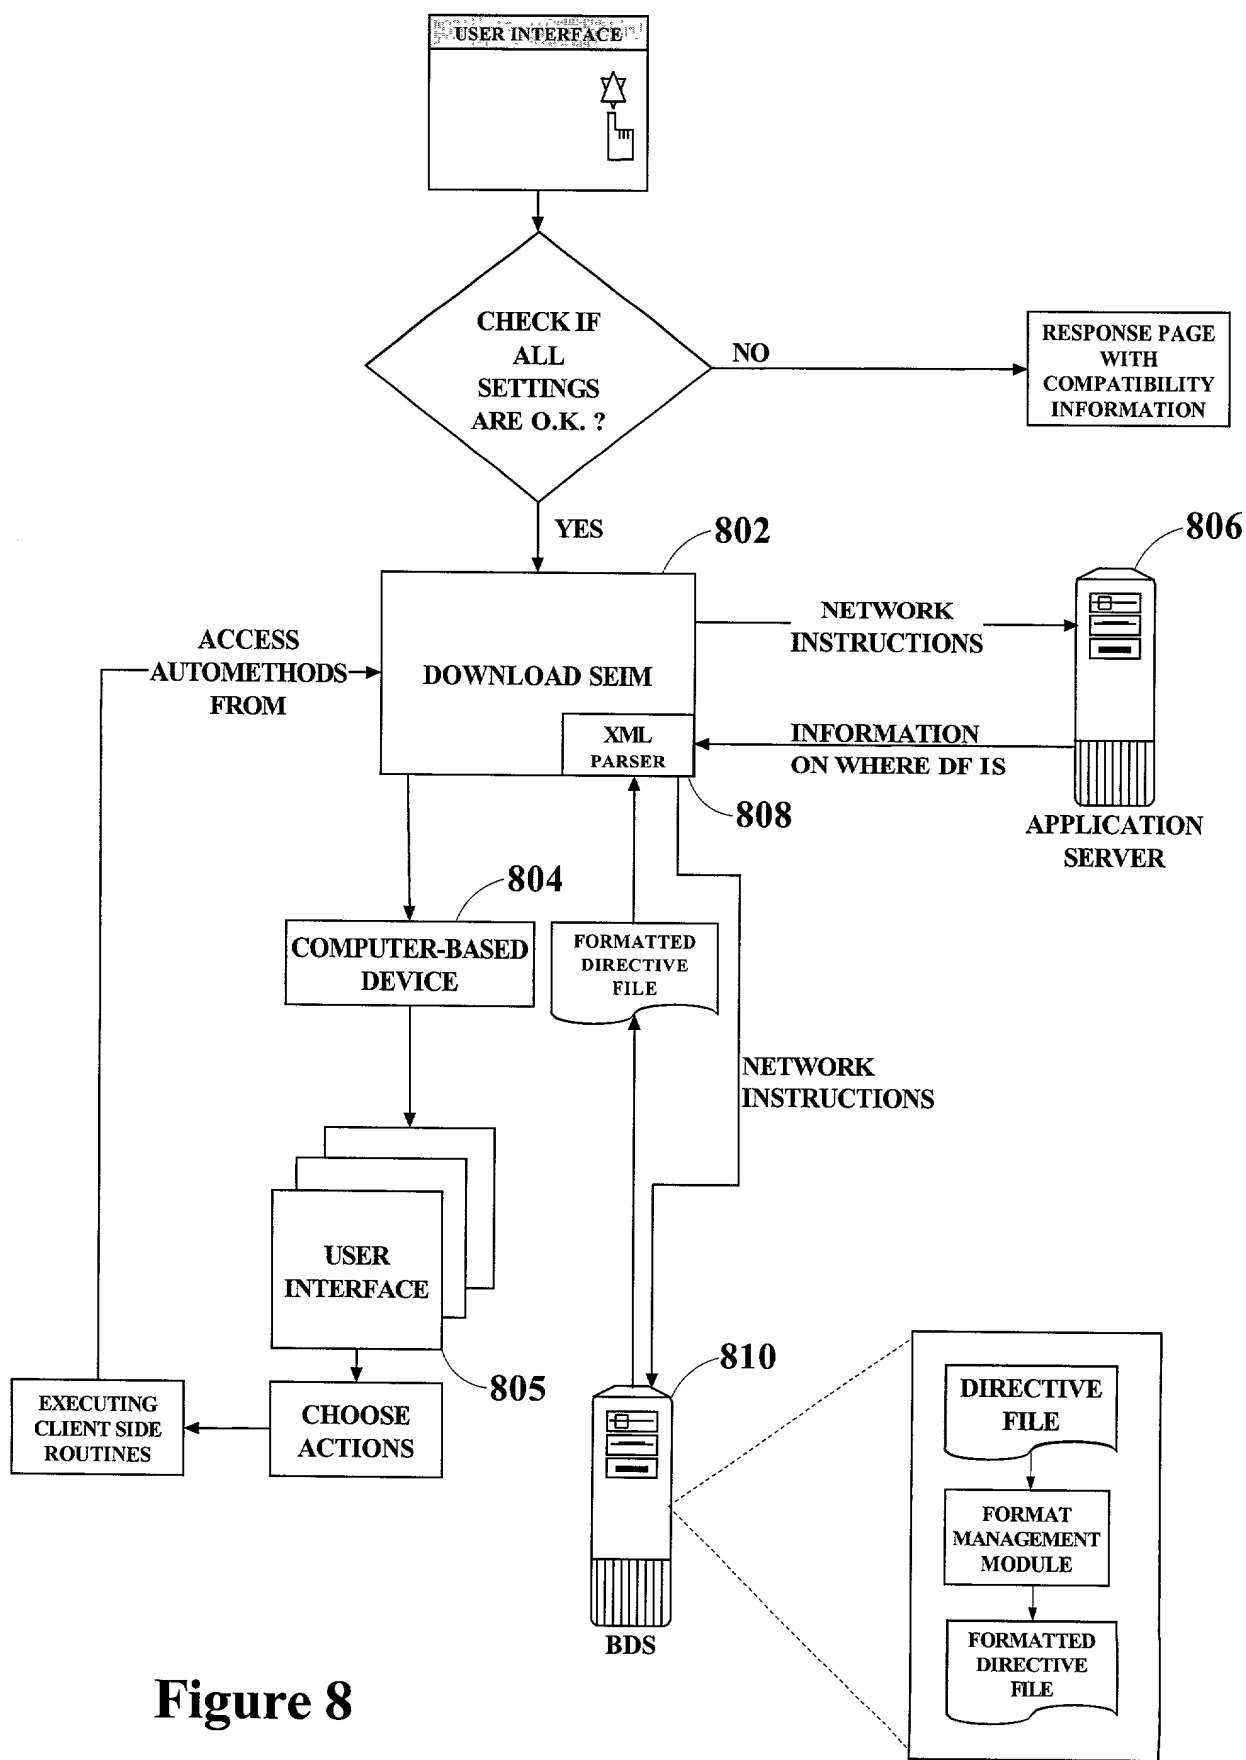 USER INTERFACE
CHECK IF
ALL
SETTINGS
ARE O.K. ?
NO
RESPONSE PAGE
WITH
COMPATIBILITY
INFORMATION
YES
802
806
ACCESS
AUTOMETHODS
FROM
DOWNLOAD SEIM
NETWORK
INSTRUCTIONS
XML
PARSER
INFORMATION
ON WHERE DF IS
808
APPLICATION
SERVER
804
COMPUTER-BASED
DEVICE
FORMATTED
DIRECTIVE
FILE
NETWORK
INSTRUCTIONS
USER
INTERFACE
805
810
EXECUTING
CLIENT SIDE
ROUTINES
CHOOSE
ACTIONS
BDS
DIRECTIVE
FILE
FORMAT
MANAGEMENT
MODULE
FORMATTED
DIRECTIVE
FILE
Figure 8